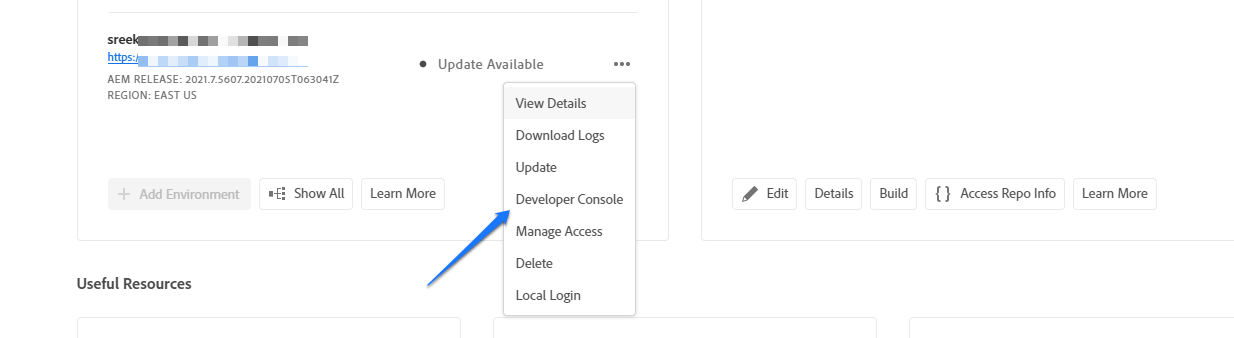 sreek
https:/
AEM RELEASE: 2021.7.5607.20210705T063041Z
REGION: EAST US
Update Available
View Details
Download Logs
Update
Developer Console
Manage Access
Delete
Local Login
Add Environment
Show All
Learn More
Edit
Details
Build
Access Repo Info
Learn More
Useful Resources